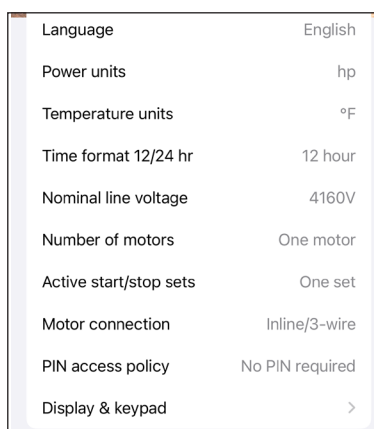 Language English
Power units hp
Temperature units °F
Time format 12/24 hr 12 hour
Nominal line voltage 4160V
Number of motors One motor
Active start/stop sets One set
Motor connection Inline/3-wire
PIN access policy No PIN required
Display & keypad >